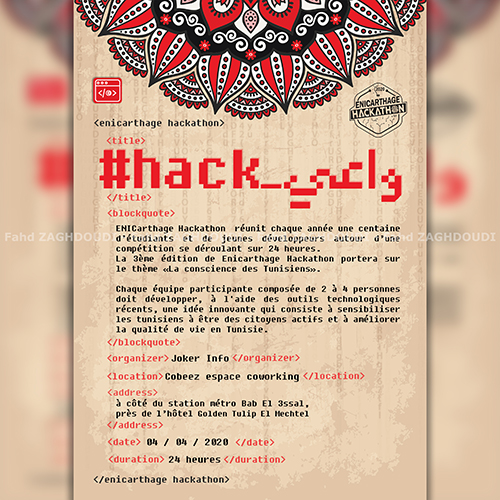 2020
ENICARTHAGE
HACKATHON
<enicarthage hackathon>
<title>
#hack_واعي
</title>
<blockquote>
ENICarthage Hackathon réunit chaque année une centaine
d'étudiants et de jeunes développeurs autour d'une
compétition se déroulant sur 24 heures.
La 3ème édition de Enicarthage Hackathon portera sur
le thème «La conscience des Tunisiens».
Chaque équipe participante composée de 2 à 4 personnes
doit développer, à l'aide des outils technologiques
récents, une idée innovante qui consiste à sensibiliser
les tunisiens à être des citoyens actifs et à améliorer
la qualité de vie en Tunisie.
</blockquote>
<organizer>Joker Info</organizer>
<location>Cobeez espace coworking</location>
<address>
à côté du station métro Bab El 3ssal,
près de l'hôtel Golden Tulip El Mechtel
</address>
<date> 04 / 04 / 2020 </date>
<duration> 24 heures</duration>
</enicarthage hackathon>
Fahd ZAGHDOUDI
ed ZAGHDOUDI